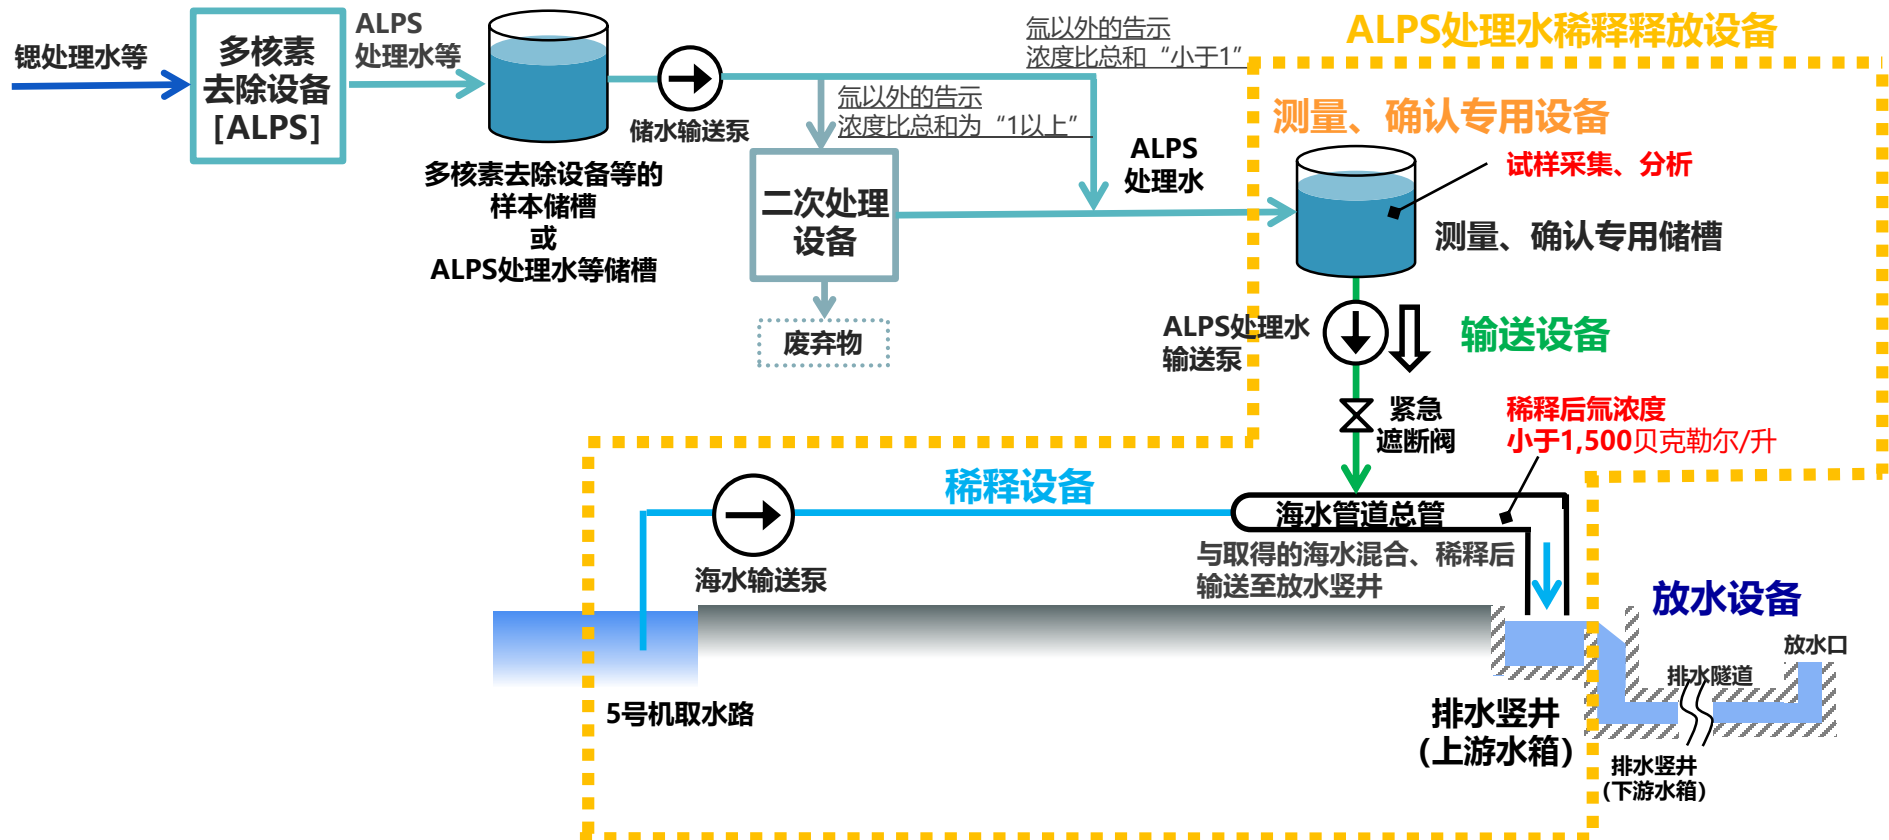 锶处理水等
多核素
去除设备
[ALPS]
ALPS
处理水等
多核素去除设备等的
样本储槽
或
ALPS处理水等储槽
储水输送泵
氚以外的告示
浓度比总和“小于1”
氚以外的告示
浓度比总和为“1以上”
二次处理
设备
废弃物
ALPS
处理水
ALPS处理水稀释释放设备
测量、确认专用设备
试样采集、分析
测量、确认专用储槽
ALPS处理水
输送泵
输送设备
紧急
遮断阀
稀释后氚浓度
小于1,500贝克勒尔/升
稀释设备
海水输送泵
海水管道总管
与取得的海水混合、稀释后
输送至放水竖井
5号机取水路
排水竖井
(上游水箱)
放水设备
放水口
排水隧道
排水竖井
(下游水箱)